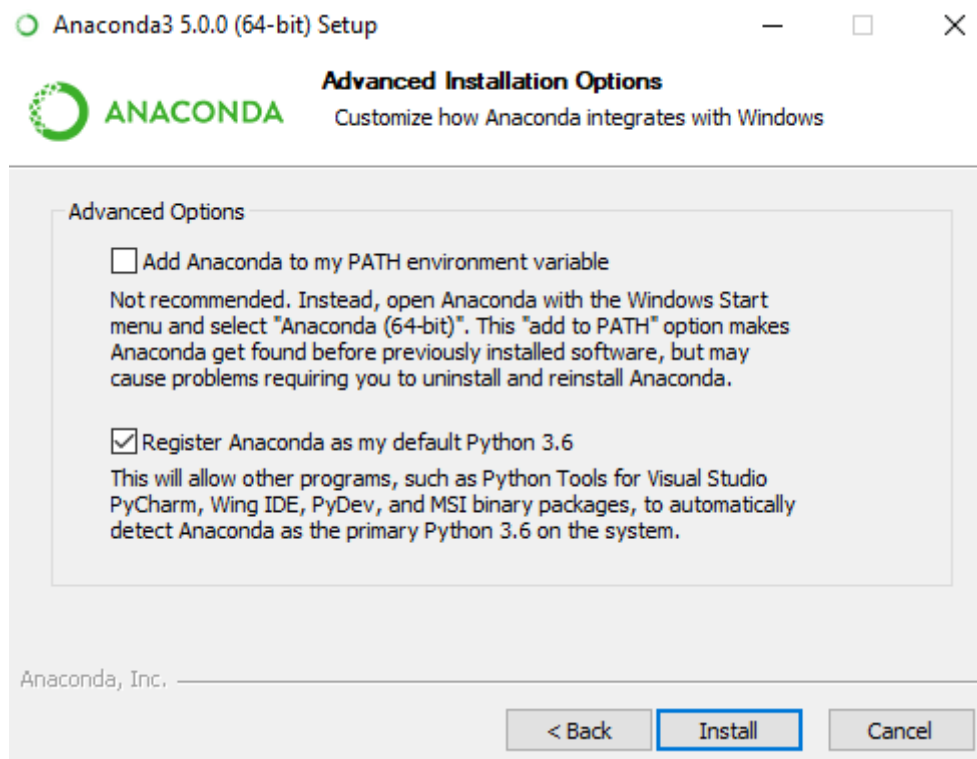 Anaconda3 5.0.0 (64-bit) Setup
ANACONDA
Advanced Installation Options
Customize how Anaconda integrates with Windows
Advanced Options
Add Anaconda to my PATH environment variable
Not recommended. Instead, open Anaconda with the Windows Start
menu and select "Anaconda (64-bit)". This "add to PATH" option makes
Anaconda get found before previously installed software, but may
cause problems requiring you to uninstall and reinstall Anaconda.
Register Anaconda as my default Python 3.6
This will allow other programs, such as Python Tools for Visual Studio
PyCharm, Wing IDE, PyDev, and MSI binary packages, to automatically
detect Anaconda as the primary Python 3.6 on the system.
Anaconda, Inc.
< Back
Install
Cancel